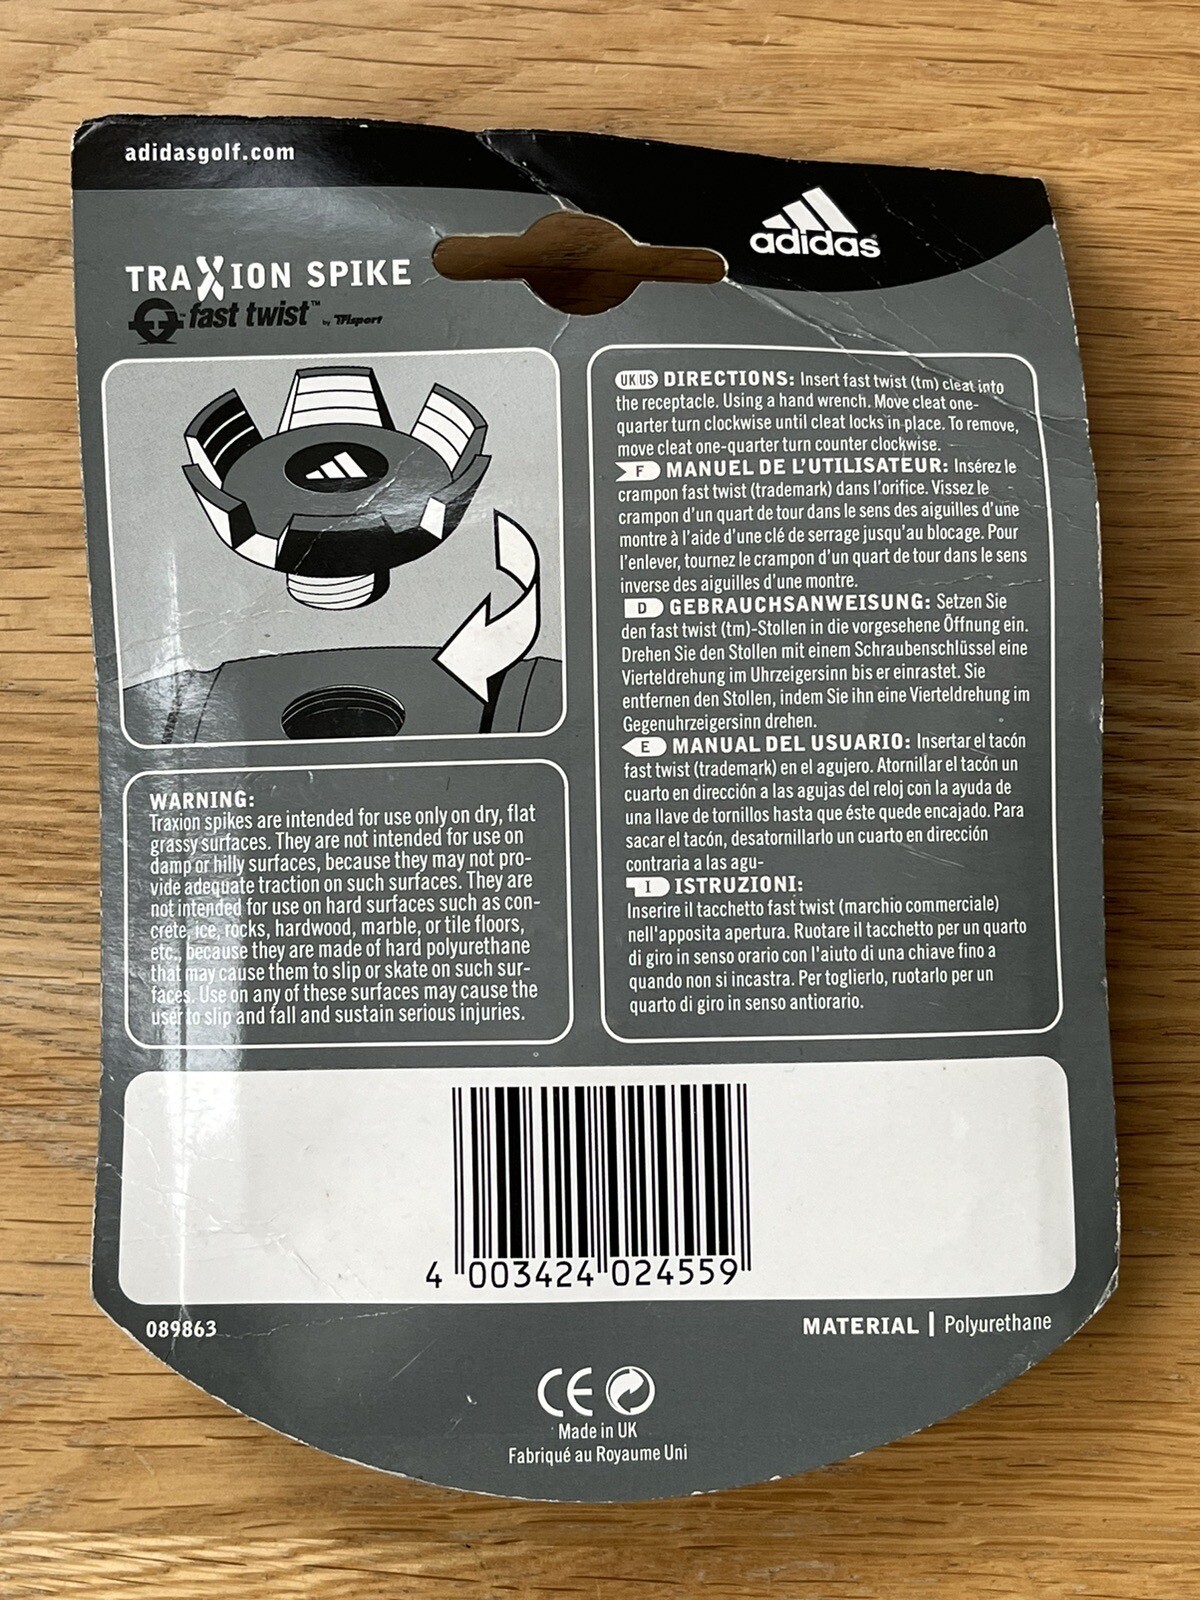 adidasgolf.com
adidas
TRAXION SPIKE
fast twist™ by Trisport
UK US DIRECTIONS: Insert fast twist (tm) cleat into
the receptacle. Using a hand wrench. Move cleat one-
quarter turn clockwise until cleat locks in place. To remove,
move cleat one-quarter turn counter clockwise.
F MANUEL DE L'UTILISATEUR: Insérez le
crampon fast twist (trademark) dans l'orifice. Vissez le
crampon d'un quart de tour dans le sens des aiguilles d'une
montre à l'aide d'une clé de serrage jusqu'au blocage. Pour
l'enlever, tournez le crampon d'un quart de tour dans le sens
inverse des aiguilles d'une montre.
D GEBRAUCHSANWEISUNG: Setzen Sie
den fast twist (tm)-Stollen in die vorgesehene Öffnung ein.
Drehen Sie den Stollen mit einem Schraubenschlüssel eine
Vierteldrehung im Uhrzeigersinn bis er einrastet. Sie
entfernen den Stollen, indem Sie ihn eine Vierteldrehung im
Gegenuhrzeigersinn drehen.
E MANUAL DEL USUARIO: Insertar el tacón
fast twist (trademark) en el agujero. Atornillar el tacón un
cuarto en dirección a las agujas del reloj con la ayuda de
una llave de tornillos hasta que éste quede encajado. Para
sacar el tacón, desatornillarlo un cuarto en dirección
contraria a las agu-
I ISTRUZIONI:
Inserire il tacchetto fast twist (marchio commerciale)
nell'apposita apertura. Ruotare il tacchetto per un quarto
di giro in senso orario con l'aiuto di una chiave fino a
quando non si incastra. Per toglierlo, ruotarlo per un
quarto di giro in senso antiorario.
WARNING:
Traxion spikes are intended for use only on dry, flat
grassy surfaces. They are not intended for use on
damp or hilly surfaces, because they may not pro-
vide adequate traction on such surfaces. They are
not intended for use on hard surfaces such as con-
crete, ice, rocks, hardwood, marble, or tile floors,
etc., because they are made of hard polyurethane
that may cause them to slip or skate on such sur-
faces. Use on any of these surfaces may cause the
user to slip and fall and sustain serious injuries.
4 003424 024559
089863
MATERIAL | Polyurethane
CE
Made in UK
Fabriqué au Royaume Uni